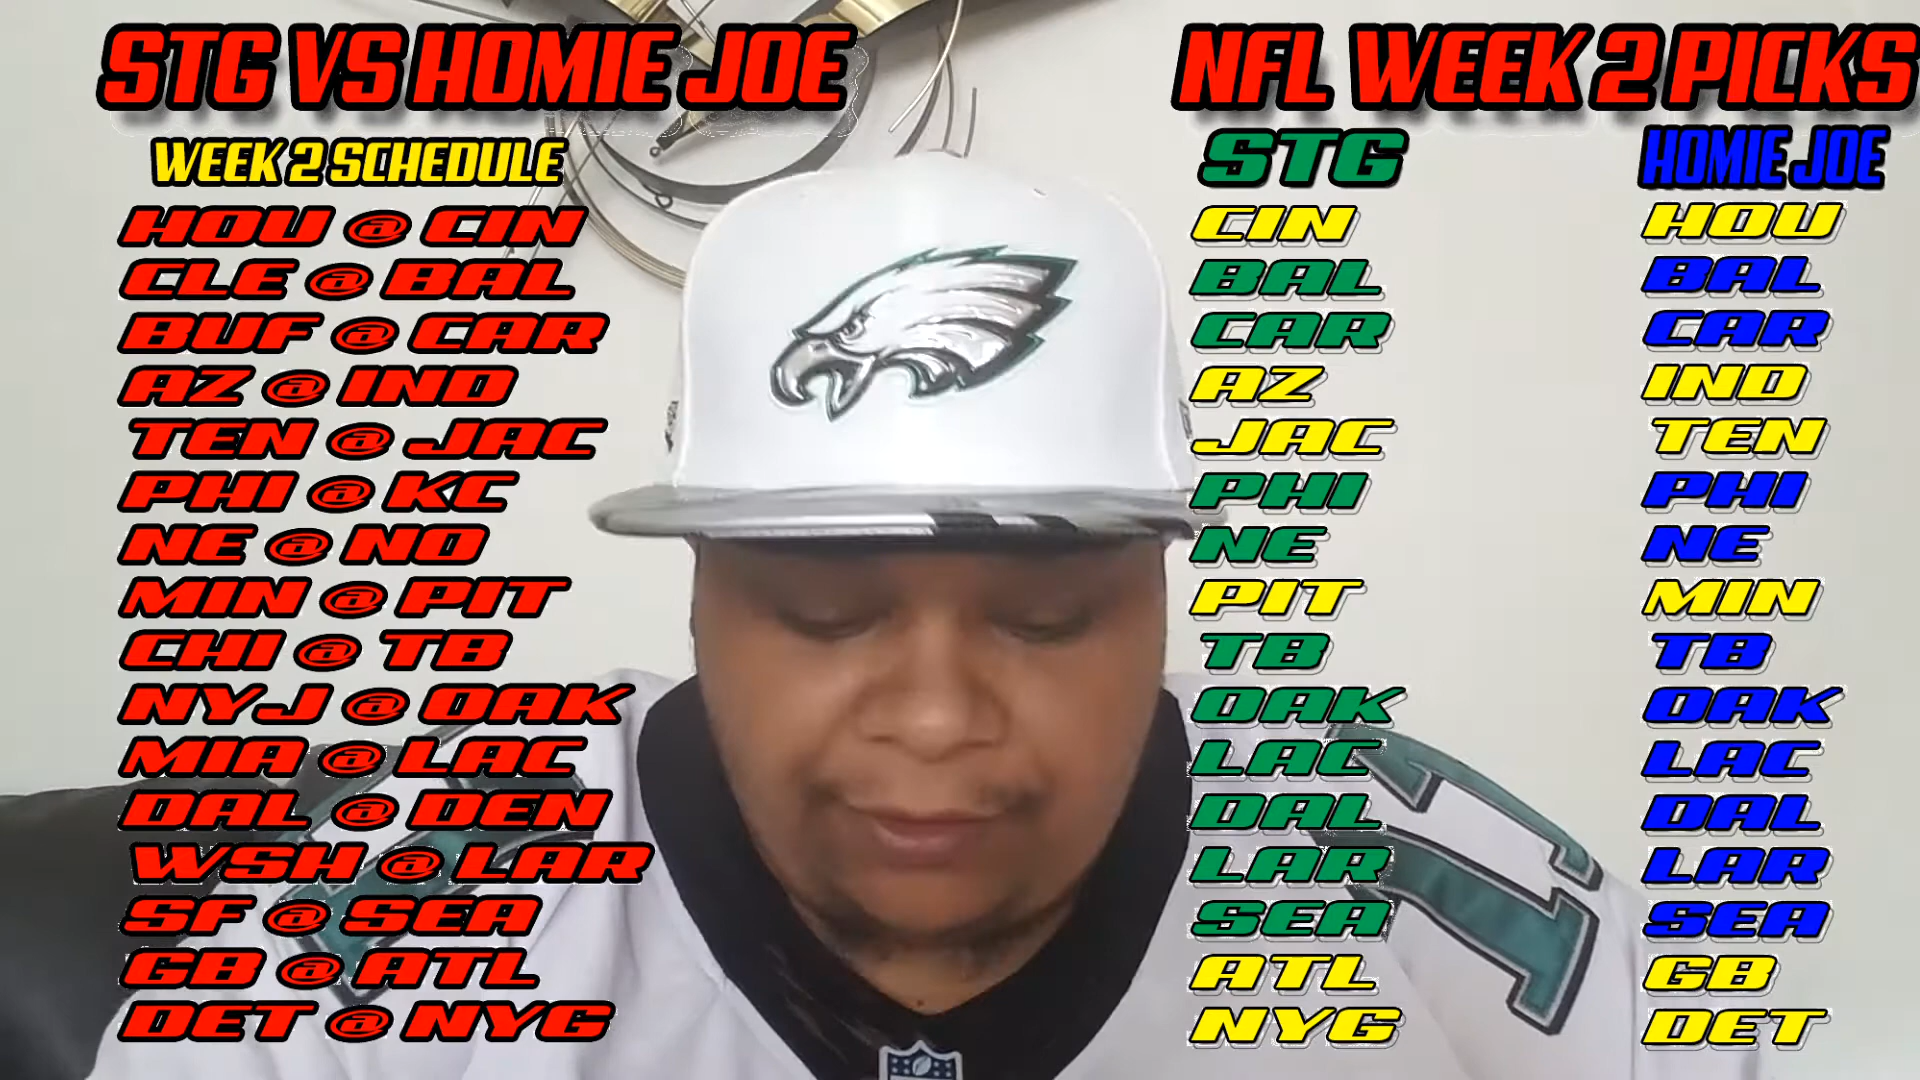 STG VS HOMIE JOE
NFL WEEK 2 PICKS
WEEK 2 SCHEDULE
STG
HOMIE JOE
HOU @ CIN
CIN
HOU
CLE @ BAL
BAL
BAL
BUF @ CAR
CAR
CAR
AZ @ IND
AZ
IND
TEN @ JAC
JAC
TEN
PHI @ KC
PHI
PHI
NE @ NO
NE
NE
MIN @ PIT
PIT
MIN
CHI @ TB
TB
TB
NYJ @ OAK
OAK
OAK
MIA @ LAC
LAC
LAC
DAL @ DEN
DAL
DAL
WSH @ LAR
LAR
LAR
SF @ SEA
SEA
SEA
GB @ ATL
ATL
GB
DET @ NYG
NYG
DET